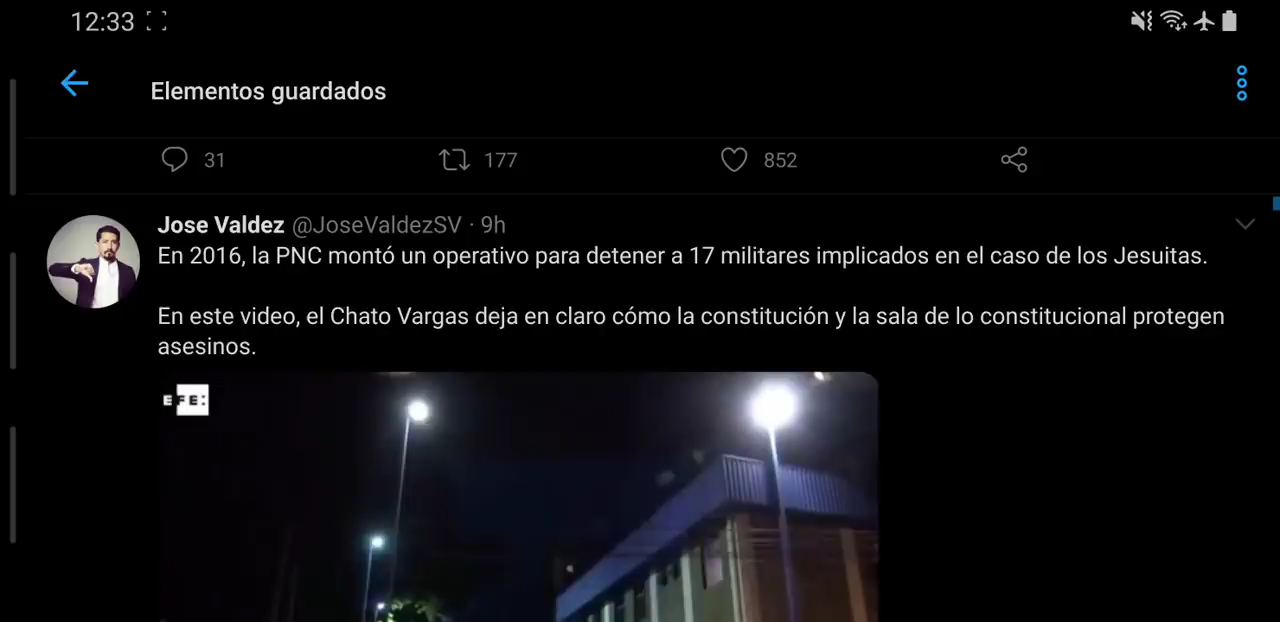 12:33
Elementos guardados
31 177 852
Jose Valdez @JoseValdezSV · 9h
En 2016, la PNC montó un operativo para detener a 17 militares implicados en el caso de los Jesuitas.
En este video, el Chato Vargas deja en claro cómo la constitución y la sala de lo constitucional protegen
asesinos.
EFE: